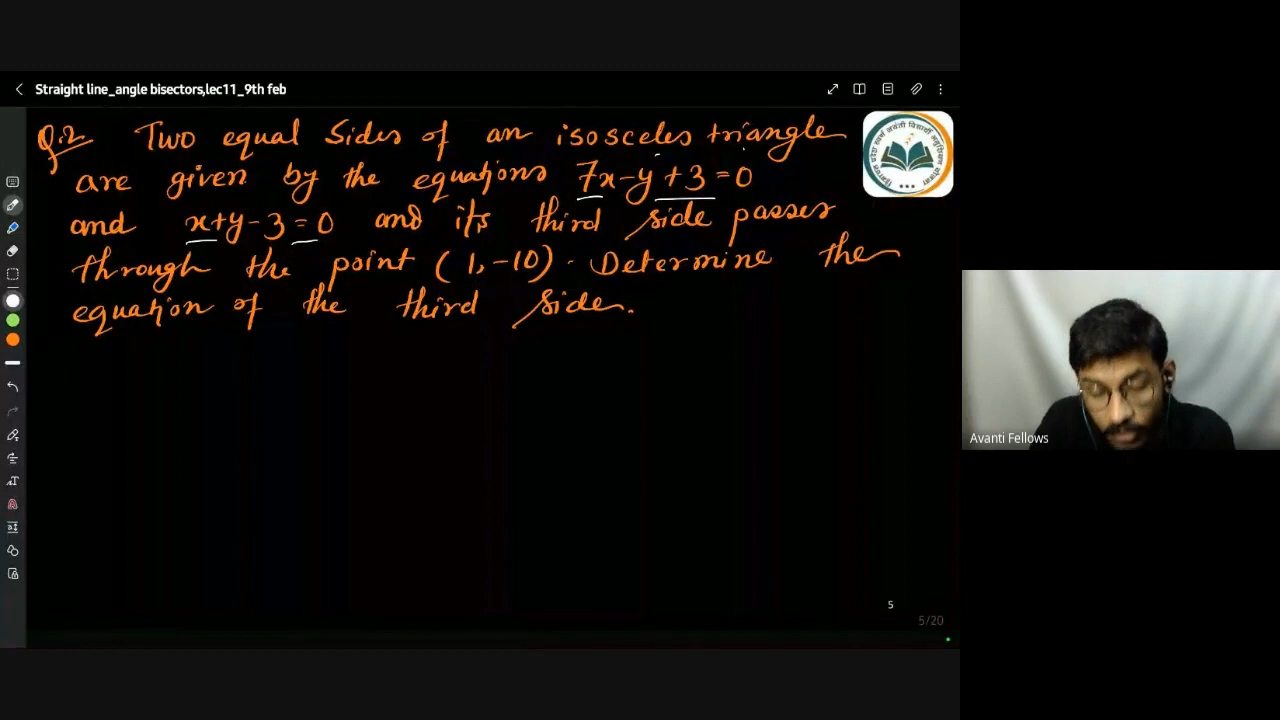 Straight line_angle bisectors,lec11_9th feb
Q.2 Two equal sides of an isosceles triangle
are given by the equations 7x-y+3=0
and x+y-3=0 and its third side passes
through the point (1,-10). Determine the
equation of the third side.
Avanti Fellows
5
5/20